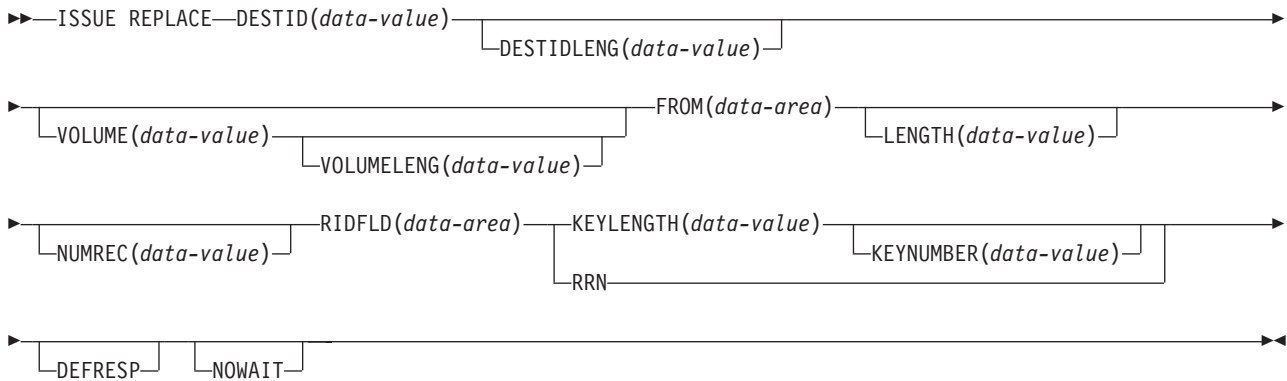 ISSUE REPLACE DESTID(data-value)
DESTIDLENG(data-value)
FROM(data-area)
VOLUME(data-value)
LENGTH(data-value)
VOLUMELENG(data-value)
RIDFLD(data-area) KEYLENGTH(data-value)
NUMREC(data-value)
KEYNUMBER(data-value)
RRN
DEFRESP NOWAIT